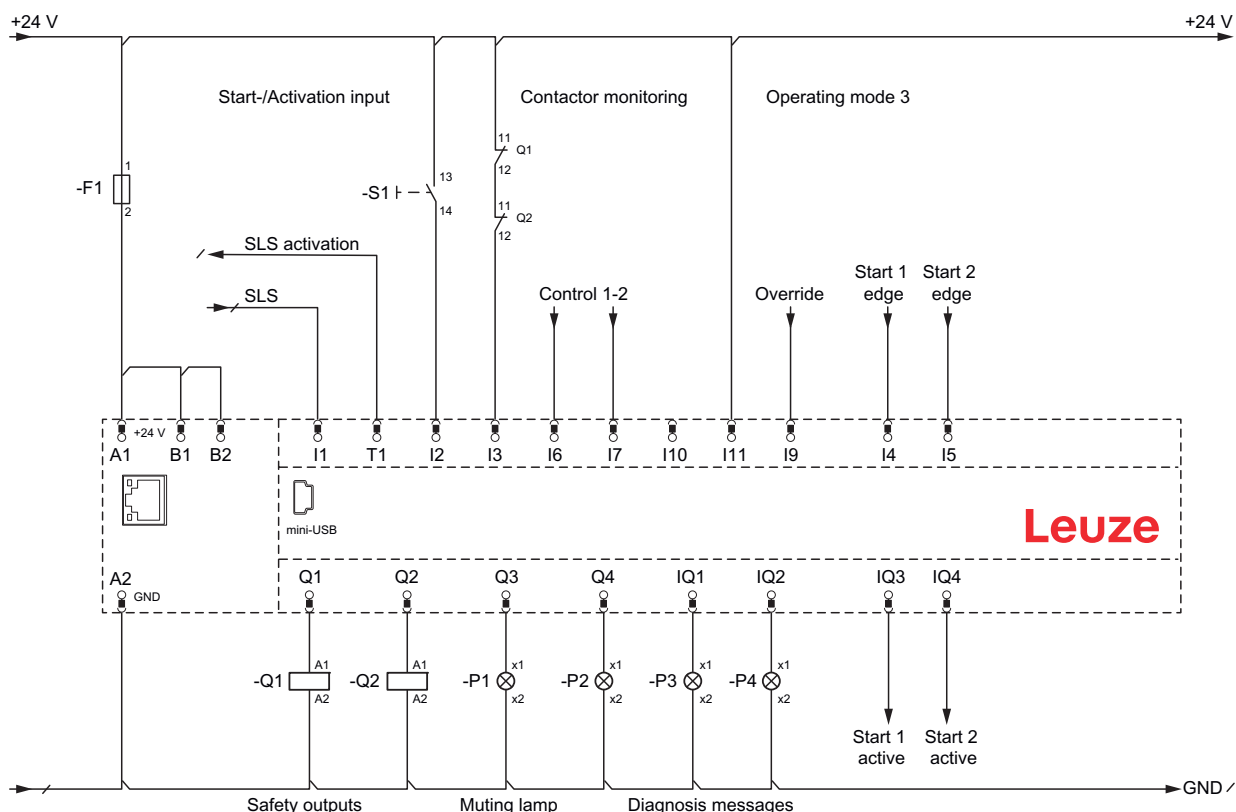 +24 V +24 V
Start-/Activation input Contactor monitoring Operating mode 3
11
Q1
12
1
-F1
2
13
-S1
14
11
Q2
12
SLS activation
SLS
Control 1-2
Override
Start 1
edge
Start 2
edge
+24 V
A1 B1 B2 I1 T1 I2 I3 I6 I7 I10 I11 I9 I4 I5
mini-USB
Leuze
A2 Q1 Q2 Q3 Q4 IQ1 IQ2 IQ3 IQ4
GND
A1 A1 x1 x1 x1 x1
-Q1 -Q2 -P1 -P2 -P3 -P4
A2 A2 x2 x2 x2 x2
Start 1
active
Start 2
active
GND
Safety outputs Muting lamp Diagnosis messages